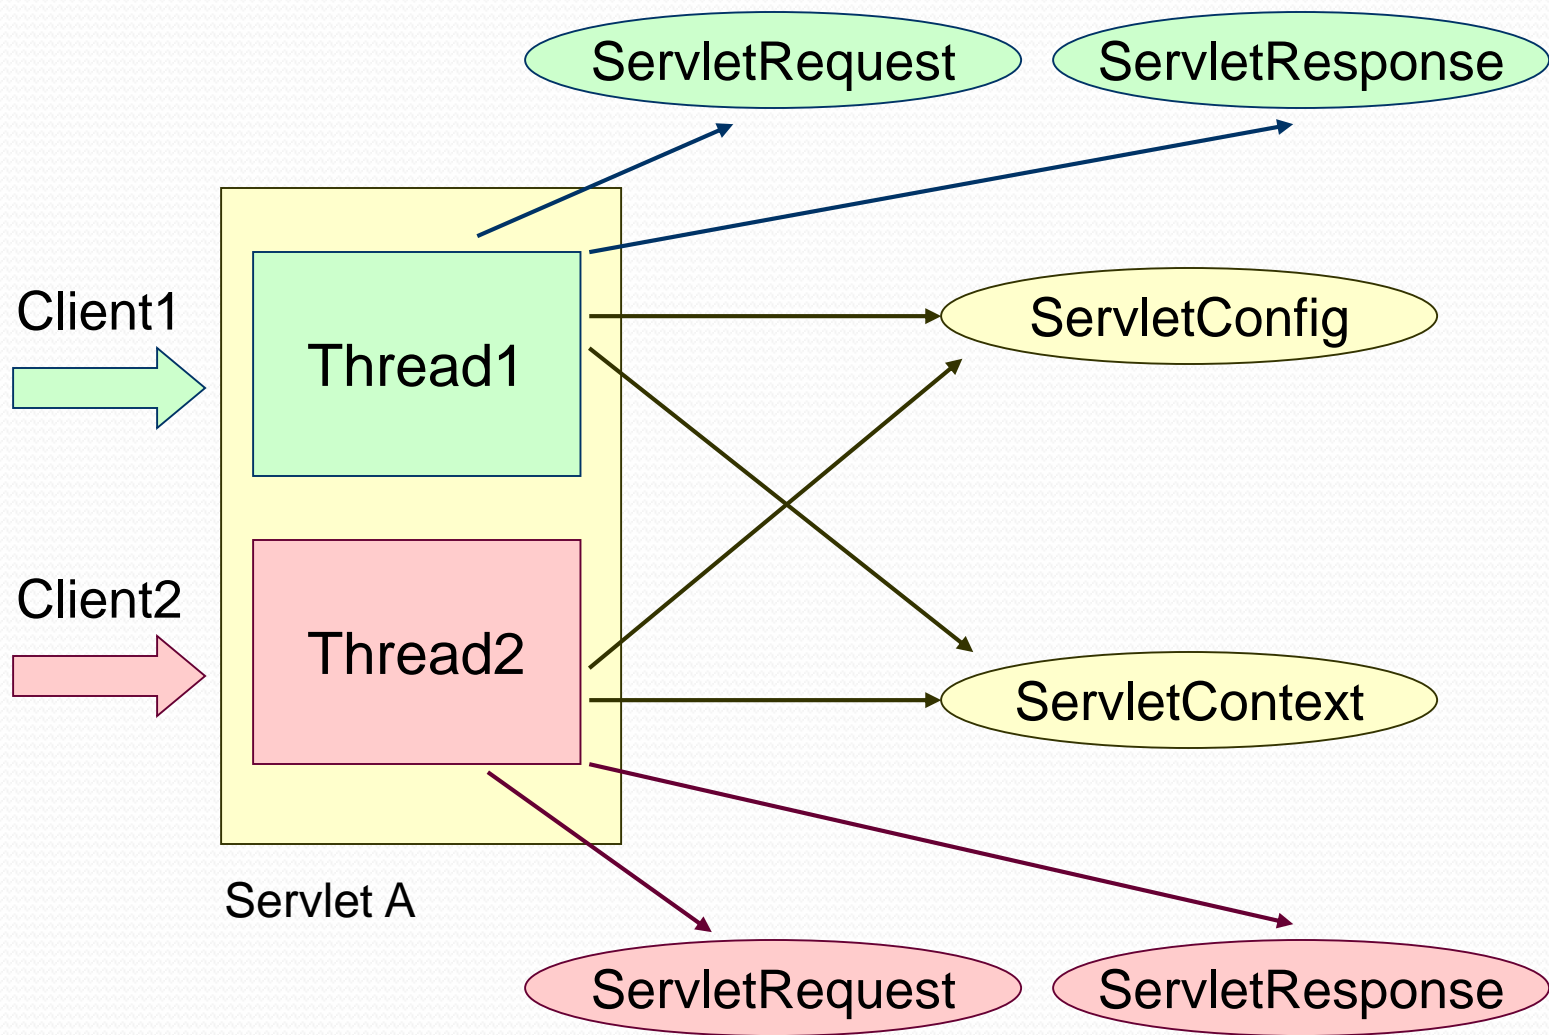 ServletRequest
ServletResponse
Client1
Thread1
ServletConfig
Client2
Thread2
ServletContext
Servlet A
ServletRequest
ServletResponse